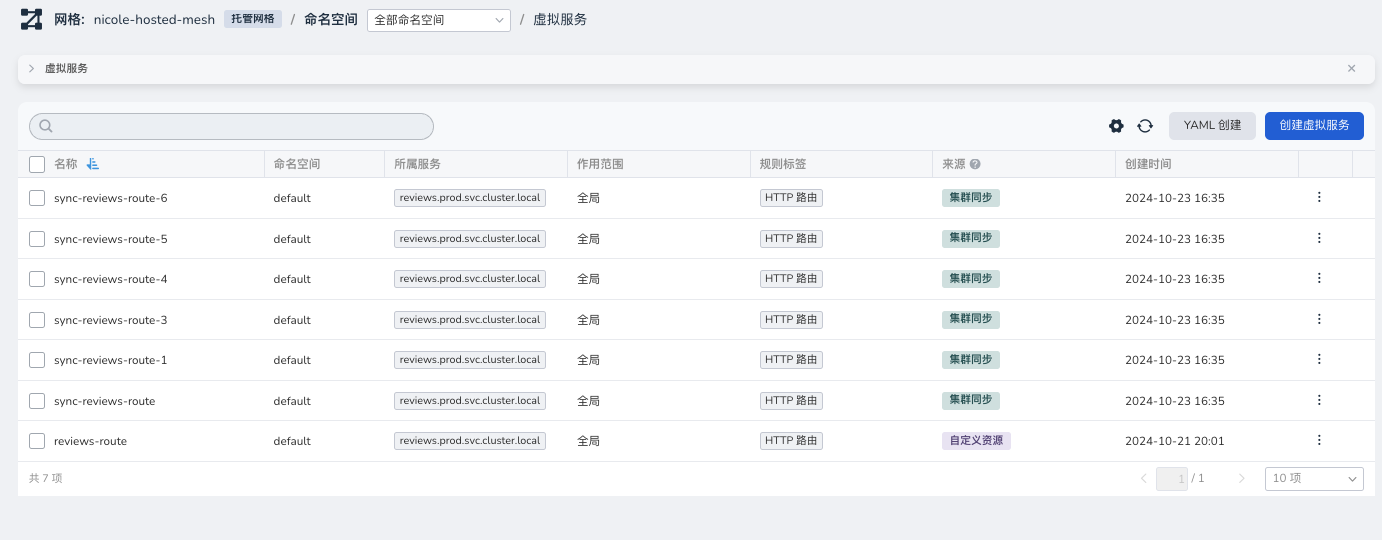 网格: nicole-hosted-mesh 托管网格 / 命名空间 全部命名空间 / 虚拟服务
虚拟服务
YAML 创建 创建虚拟服务
名称 命名空间 所属服务 作用范围 规则标签 来源 ? 创建时间
sync-reviews-route-6 default reviews.prod.svc.cluster.local 全局 HTTP 路由 集群同步 2024-10-23 16:35
sync-reviews-route-5 default reviews.prod.svc.cluster.local 全局 HTTP 路由 集群同步 2024-10-23 16:35
sync-reviews-route-4 default reviews.prod.svc.cluster.local 全局 HTTP 路由 集群同步 2024-10-23 16:35
sync-reviews-route-3 default reviews.prod.svc.cluster.local 全局 HTTP 路由 集群同步 2024-10-23 16:35
sync-reviews-route-1 default reviews.prod.svc.cluster.local 全局 HTTP 路由 集群同步 2024-10-23 16:35
sync-reviews-route default reviews.prod.svc.cluster.local 全局 HTTP 路由 集群同步 2024-10-23 16:35
reviews-route default reviews.prod.svc.cluster.local 全局 HTTP 路由 自定义资源 2024-10-21 20:01
共 7 项 1 / 1 10 项